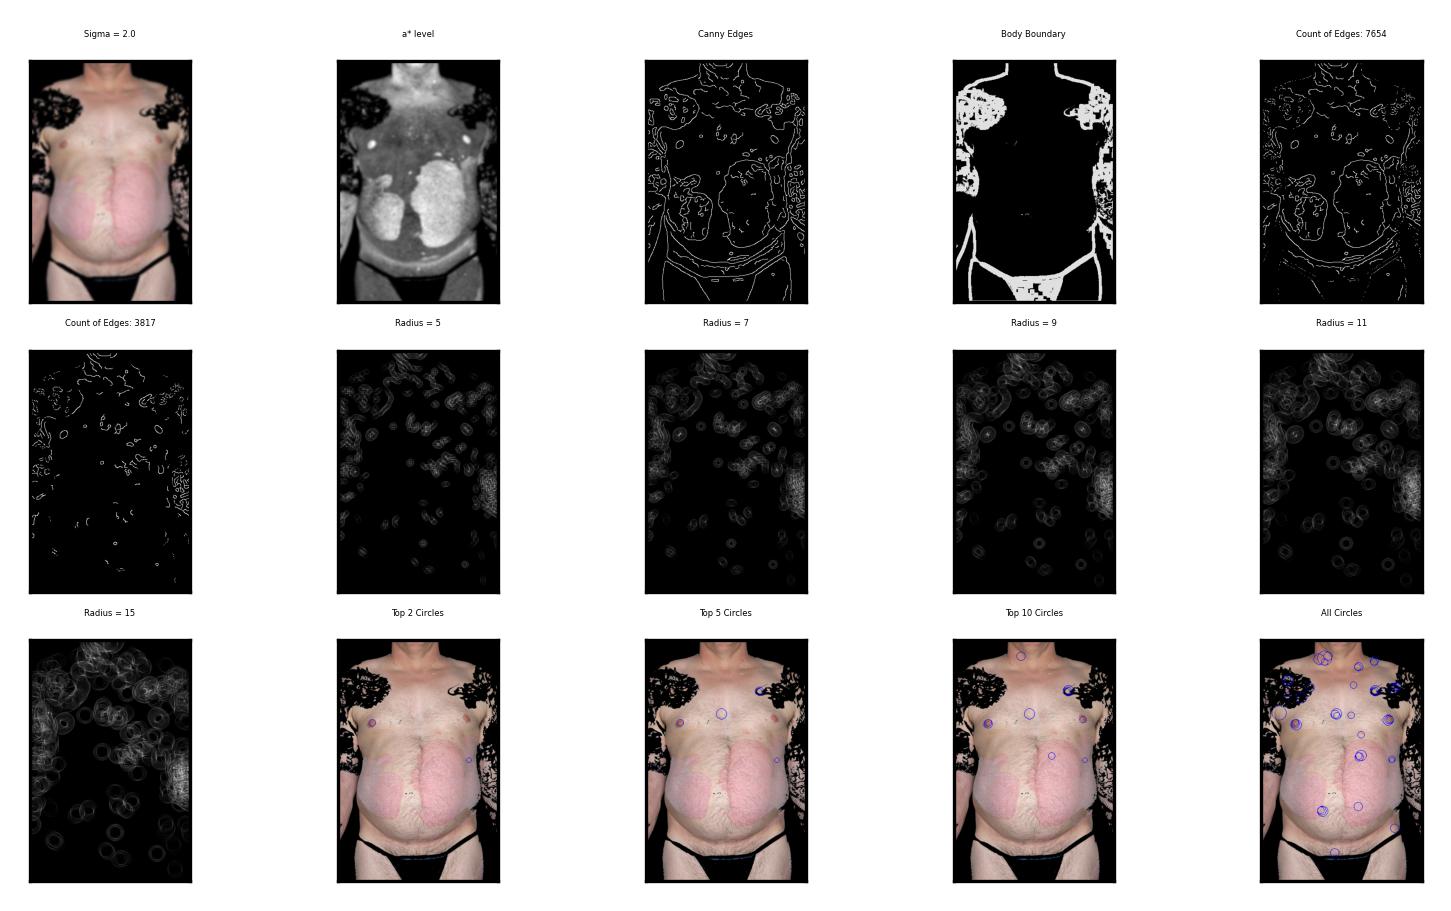 Sigma = 2.0
a* level
Canny Edges
Body Boundary
Count of Edges: 7654
Count of Edges: 3817
Radius = 5
Radius = 7
Radius = 9
Radius = 11
Radius = 15
Top 2 Circles
Top 5 Circles
Top 10 Circles
All Circles